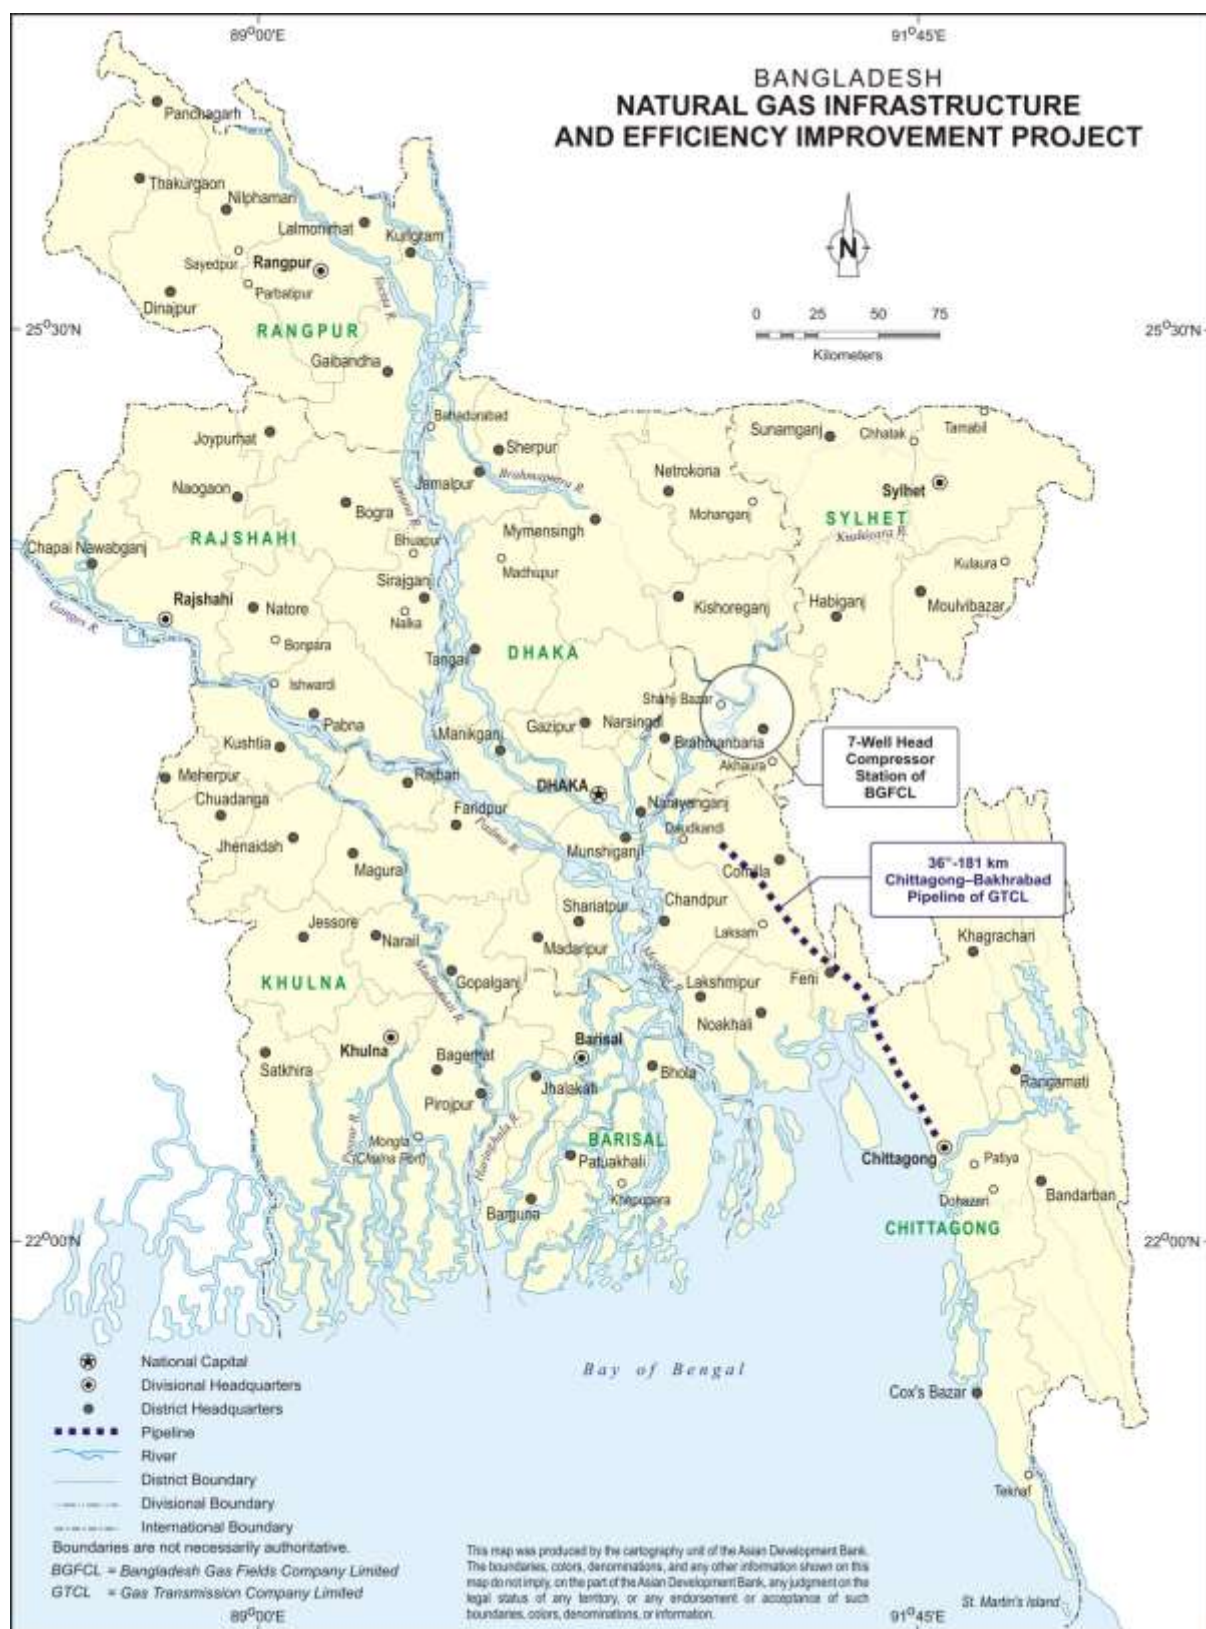 89°00'E
91°45'E
BANGLADESH
NATURAL GAS INFRASTRUCTURE
AND EFFICIENCY IMPROVEMENT PROJECT
Panchagarh
Thakurgaon
Nilphamari
Lalmonirhat
Kurigram
N
Sayedpur
Rangpur
Parbatipur
Teesta R.
Dinajpur
0 25 50 75
Kilometers
25°30'N
25°30'N
RANGPUR
Gaibandha
Bahadurabad
Joypurhat
Sherpur
Sunamganj
Chhatak
Tamabil
Jamalpur
Brahmaputra R.
Netrokona
Naogaon
Jamuna R.
Sylhet
Bogra
Mohanganj
SYLHET
Mymensingh
Kushiyara R.
RAJSHAHI
Bhuapur
Chapai Nawabganj
Madhupur
Kulaura
Sirajganj
Rajshahi
Natore
Kishoreganj
Habiganj
Moulvibazar
Ganges R.
Nalka
Bonpara
Tangail
DHAKA
Ishwardi
Shahji Bazar
Pabna
Gazipur
Narsingdi
Kushtia
Manikganj
Brahmanbaria
7-Well Head
Compressor
Station of
BGFCL
Akhaura
Meherpur
Rajbari
DHAKA
Chuadanga
Faridpur
Narayanganj
Padma R.
Daudkandi
Jhenaidah
Munshiganj
Magura
Comilla
36"-181 km
Chittagong–Bakhrabad
Pipeline of GTCL
Shariatpur
Chandpur
Jessore
Narail
Madaripur
Laksam
Khagrachari
Meghna R.
KHULNA
Madhumati R.
Gopalganj
Lakshmipur
Feni
Noakhali
Khulna
Barisal
Satkhira
Bagerhat
Jhalakati
Bhola
Rangamati
Pirojpur
Mongla
(Chalna Port)
Haringhata R.
BARISAL
Patuakhali
Chittagong
Patiya
Khepupara
Dohazari
Bandarban
Barguna
CHITTAGONG
22°00'N
22°00'N
Bay of Bengal
Cox's Bazar
Teknaf
St. Martin's Island
National Capital
Divisional Headquarters
District Headquarters
Pipeline
River
District Boundary
Divisional Boundary
International Boundary
Boundaries are not necessarily authoritative.
BGFCL = Bangladesh Gas Fields Company Limited
GTCL = Gas Transmission Company Limited
This map was produced by the cartography unit of the Asian Development Bank.
The boundaries, colors, denominations, and any other information shown on this
map do not imply, on the part of the Asian Development Bank, any judgment on the
legal status of any territory, or any endorsement or acceptance of such
boundaries, colors, denominations, or information.
89°00'E
91°45'E